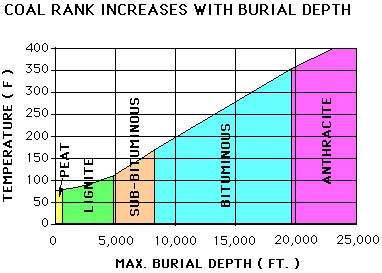 COAL RANK INCREASES WITH BURIAL DEPTH
TEMPERATURE ( F )
400
350
300
250
200
150
100
50
0
PEAT
LIGNITE
SUB-BITUMINOUS
BITUMINOUS
ANTHRACITE
0
5,000
10,000
15,000
20,000
25,000
MAX. BURIAL DEPTH ( FT. )